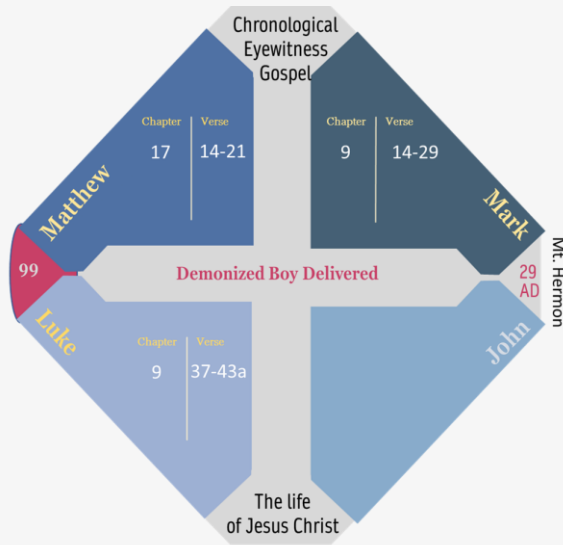 Chronological
Eyewitness
Gospel
Chapter Verse
17 14-21
Matthew
Chapter Verse
9 14-29
Mark
99
Demonized Boy Delivered
29
AD
Mt. Hermon
Luke
Chapter Verse
9 37-43a
John
The life
of Jesus Christ